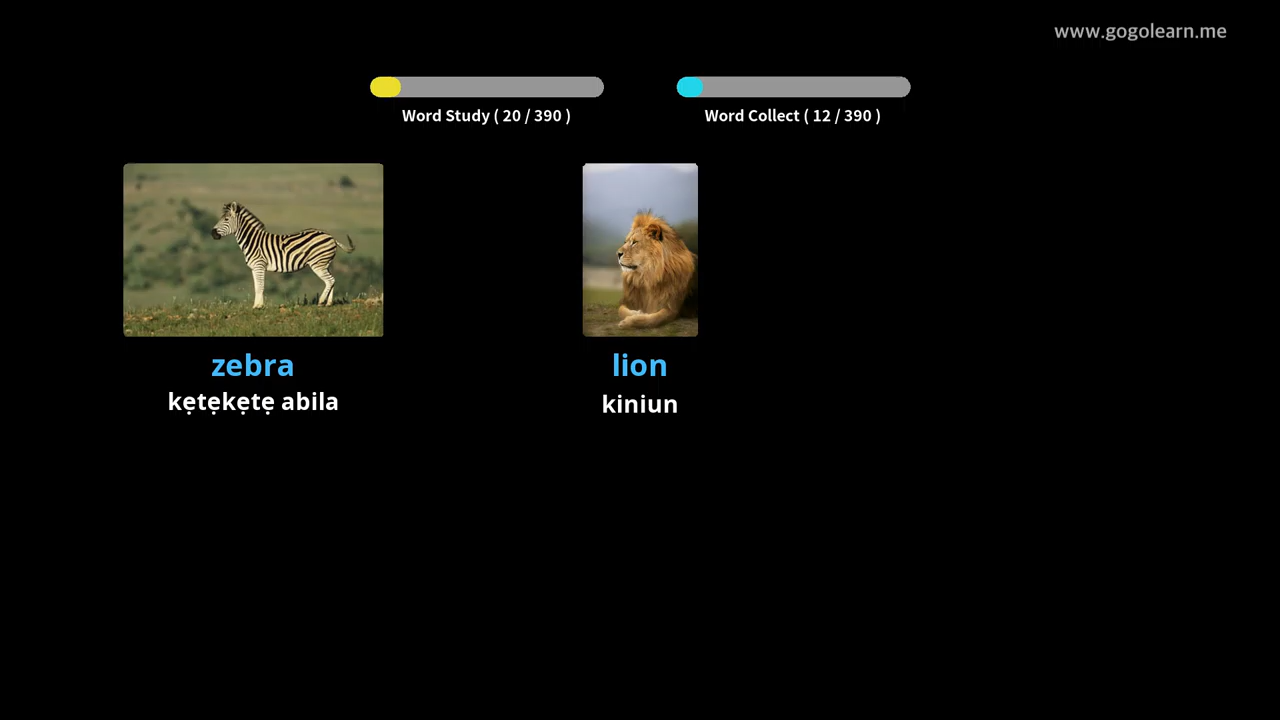 www.gogolearn.me
Word Study ( 20 / 390 )
Word Collect ( 12 / 390 )
zebra
kẹtẹkẹtẹ abila
lion
kiniun